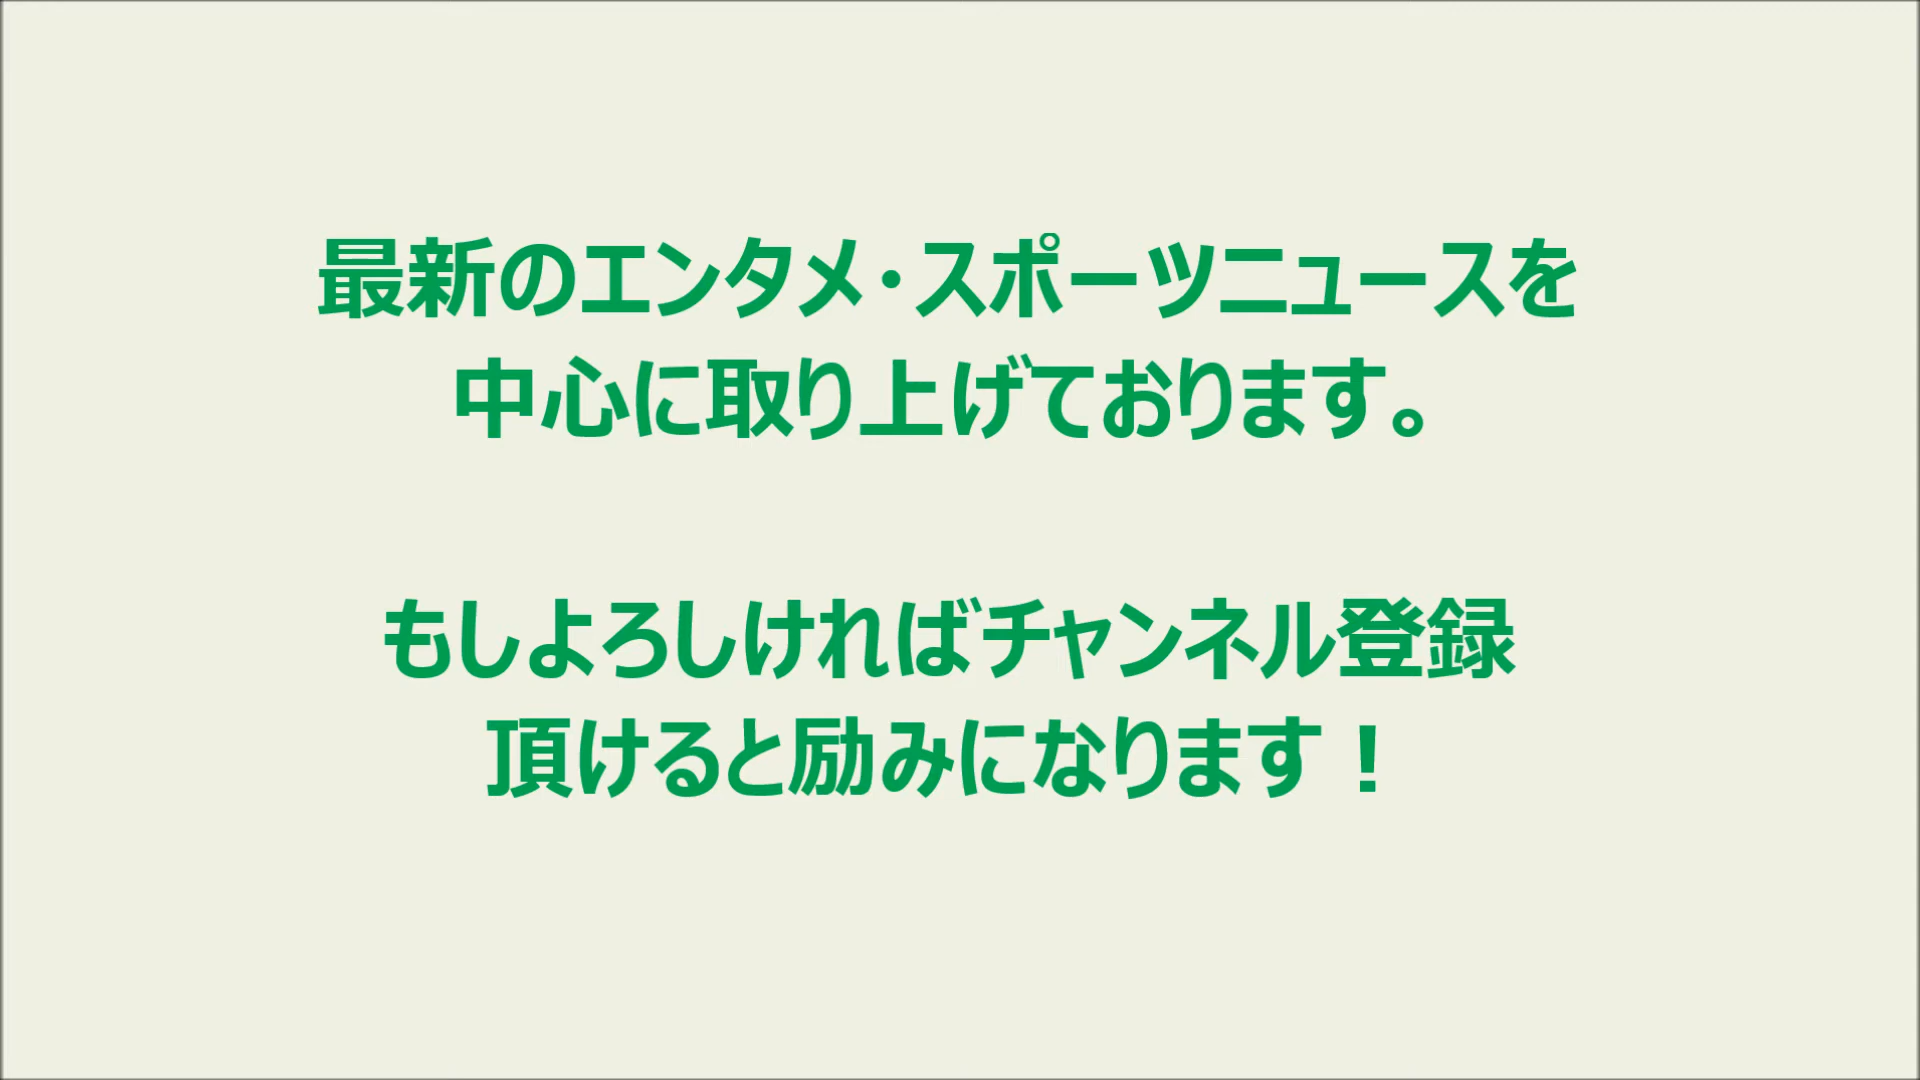 最新のエンタメ・スポーツニュースを
中心に取り上げております。
もしよろしければチャンネル登録
頂けると励みになります！